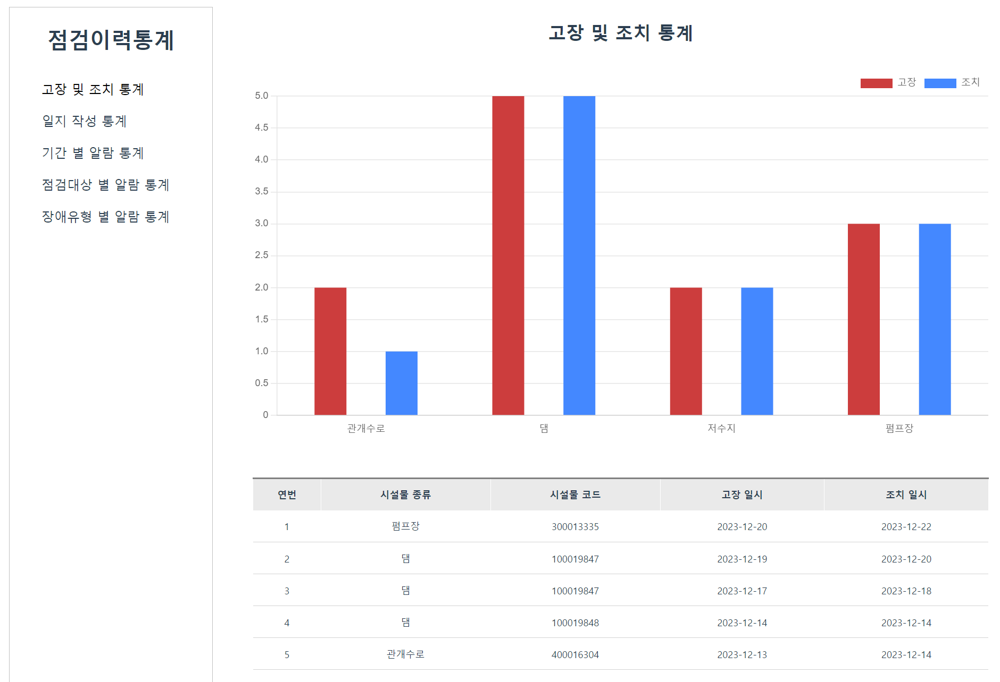 점검이력통계
고장 및 조치 통계
일지 작성 통계
기간 별 알람 통계
점검대상 별 알람 통계
장애유형 별 알람 통계
고장 및 조치 통계
고장 조치
5.0
4.5
4.0
3.5
3.0
2.5
2.0
1.5
1.0
0.5
0
관개수로 댐 저수지 펌프장
연번 시설물 종류 시설물 코드 고장 일시 조치 일시
1 펌프장 300013335 2023-12-20 2023-12-22
2 댐 100019847 2023-12-19 2023-12-20
3 댐 100019847 2023-12-17 2023-12-18
4 댐 100019848 2023-12-14 2023-12-14
5 관개수로 400016304 2023-12-13 2023-12-14